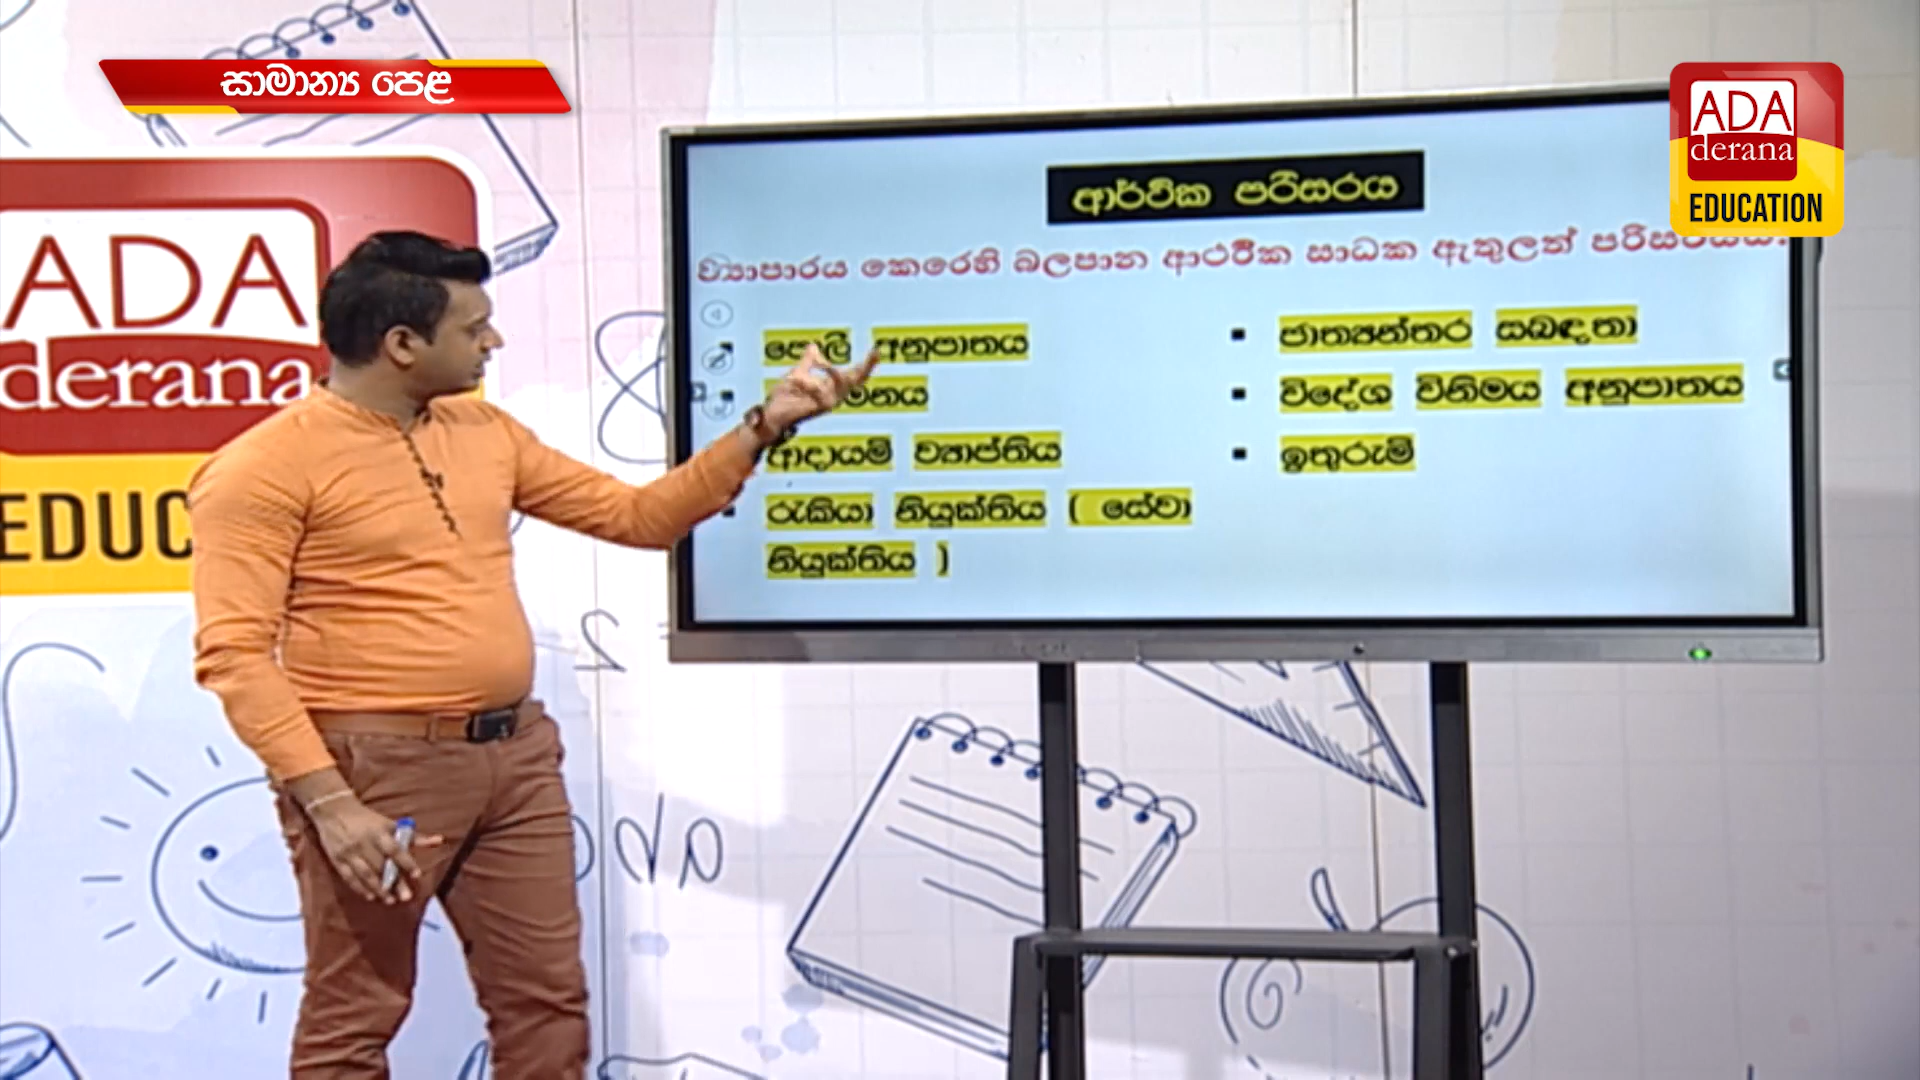 සාමාන්‍ය පෙළ
ADA
derana
EDUCATION
ADA
derana
EDUC
ආර්ථික පරිසරය
ව්‍යාපාරය කෙරෙහි බලපාන ආර්ථික සාධක ඇතුලත් පරිසරයයි.
පොලී අනුපාතය
ආදායම් ව්‍යාප්තිය
රැකියා නියුක්තිය ( සේවා
නියුක්තිය )
ජාත්‍යන්තර සබඳතා
විදේශ විනිමය අනුපාතය
ඉතුරුම්